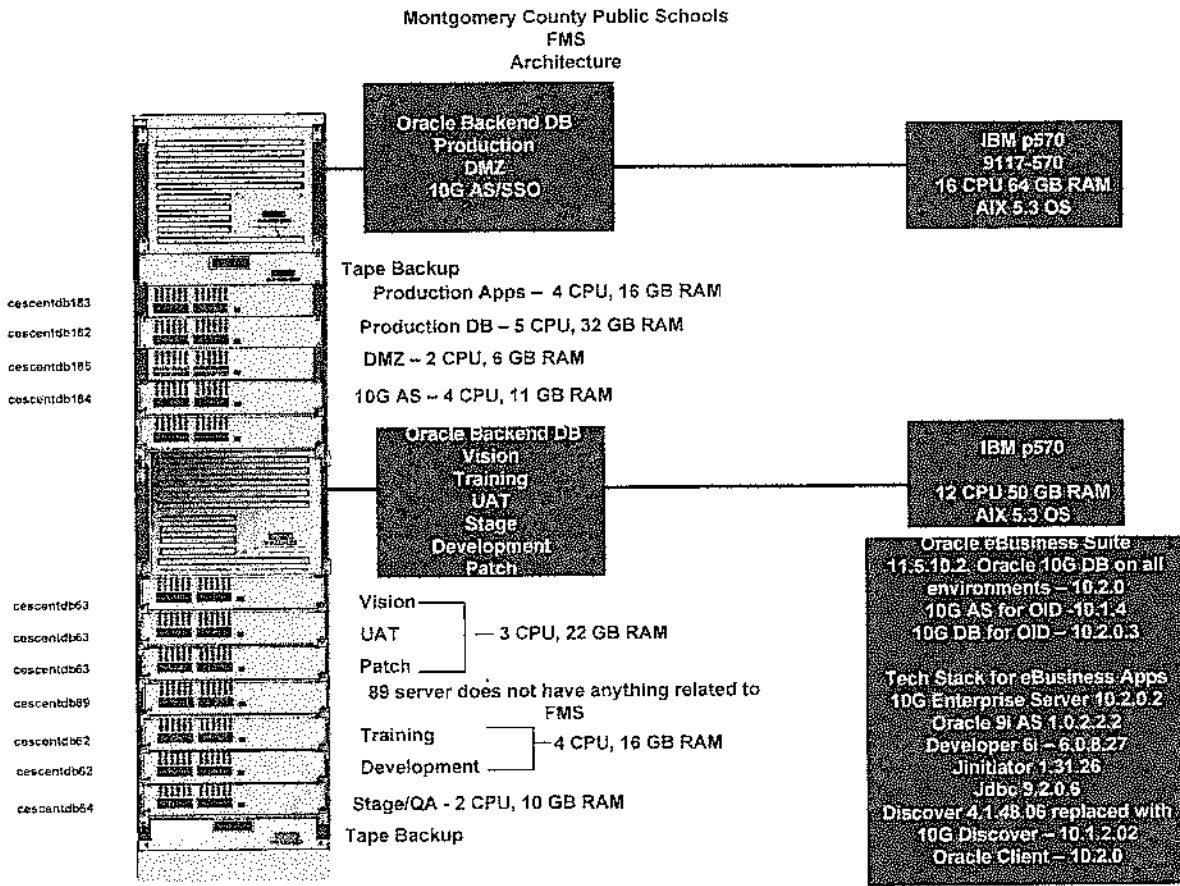 Montgomery County Public Schools
FMS
Architecture
Oracle Backend DB
Production
DMZ
10G AS/SSO
IBM p570
9117-570
16 CPU 64 GB RAM
AIX 5.3 OS
Tape Backup
cescentdb183
Production Apps – 4 CPU, 16 GB RAM
cescentdb182
Production DB – 5 CPU, 32 GB RAM
cescentdb185
DMZ – 2 CPU, 6 GB RAM
cescentdb184
10G AS – 4 CPU, 11 GB RAM
Oracle Backend DB
Vision
Training
UAT
Stage
Development
Patch
IBM p570
12 CPU 50 GB RAM
AIX 5.3 OS
cescentdb63
Vision
cescentdb63
UAT
— 3 CPU, 22 GB RAM
cescentdb63
Patch
89 server does not have anything related to
FMS
cescentdb89
cescentdb62
Training
4 CPU, 16 GB RAM
cescentdb62
Development
cescentdb64
Stage/QA - 2 CPU, 10 GB RAM
Tape Backup
Oracle eBusiness Suite
11.5.10.2. Oracle 10G DB on all
environments – 10.2.0
10G AS for OID -10.1.4
10G DB for OID – 10.2.0.3
Tech Stack for eBusiness Apps
10G Enterprise Server 10.2.0.2
Oracle 9i AS 1.0.2.2.2
Developer 6i – 6.0.8.27
Jinitiator 1.31.26
Jdbc 9.2.0.6
Discover 4.1.48.06 replaced with
10G Discover – 10.1.2.02
Oracle Client – 10.2.0